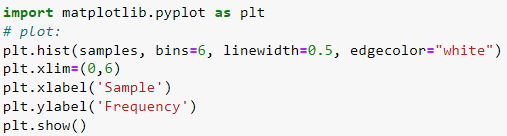 import matplotlib.pyplot as plt
# plot:
plt.hist(samples, bins=6, linewidth=0.5, edgecolor="white")
plt.xlim=(0,6)
plt.xlabel('Sample')
plt.ylabel('Frequency')
plt.show()